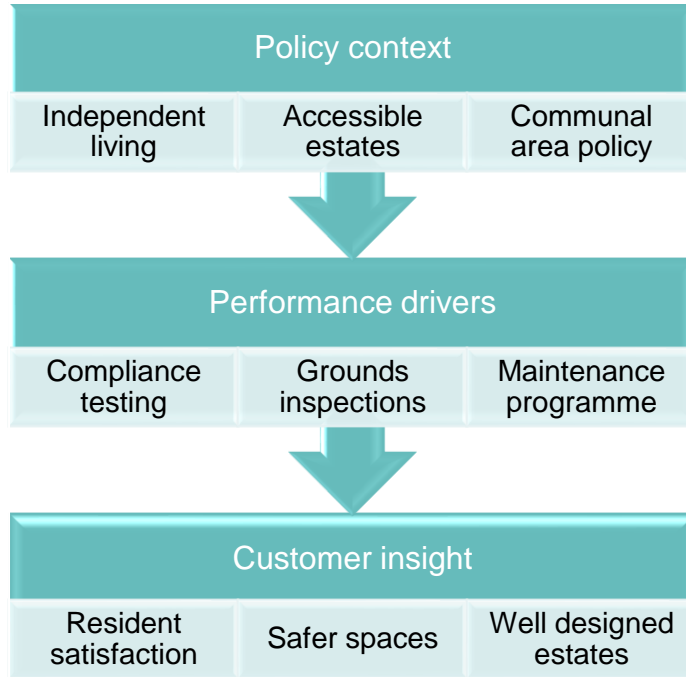 Policy context
Independent living
Accessible estates
Communal area policy
Performance drivers
Compliance testing
Grounds inspections
Maintenance programme
Customer insight
Resident satisfaction
Safer spaces
Well designed estates